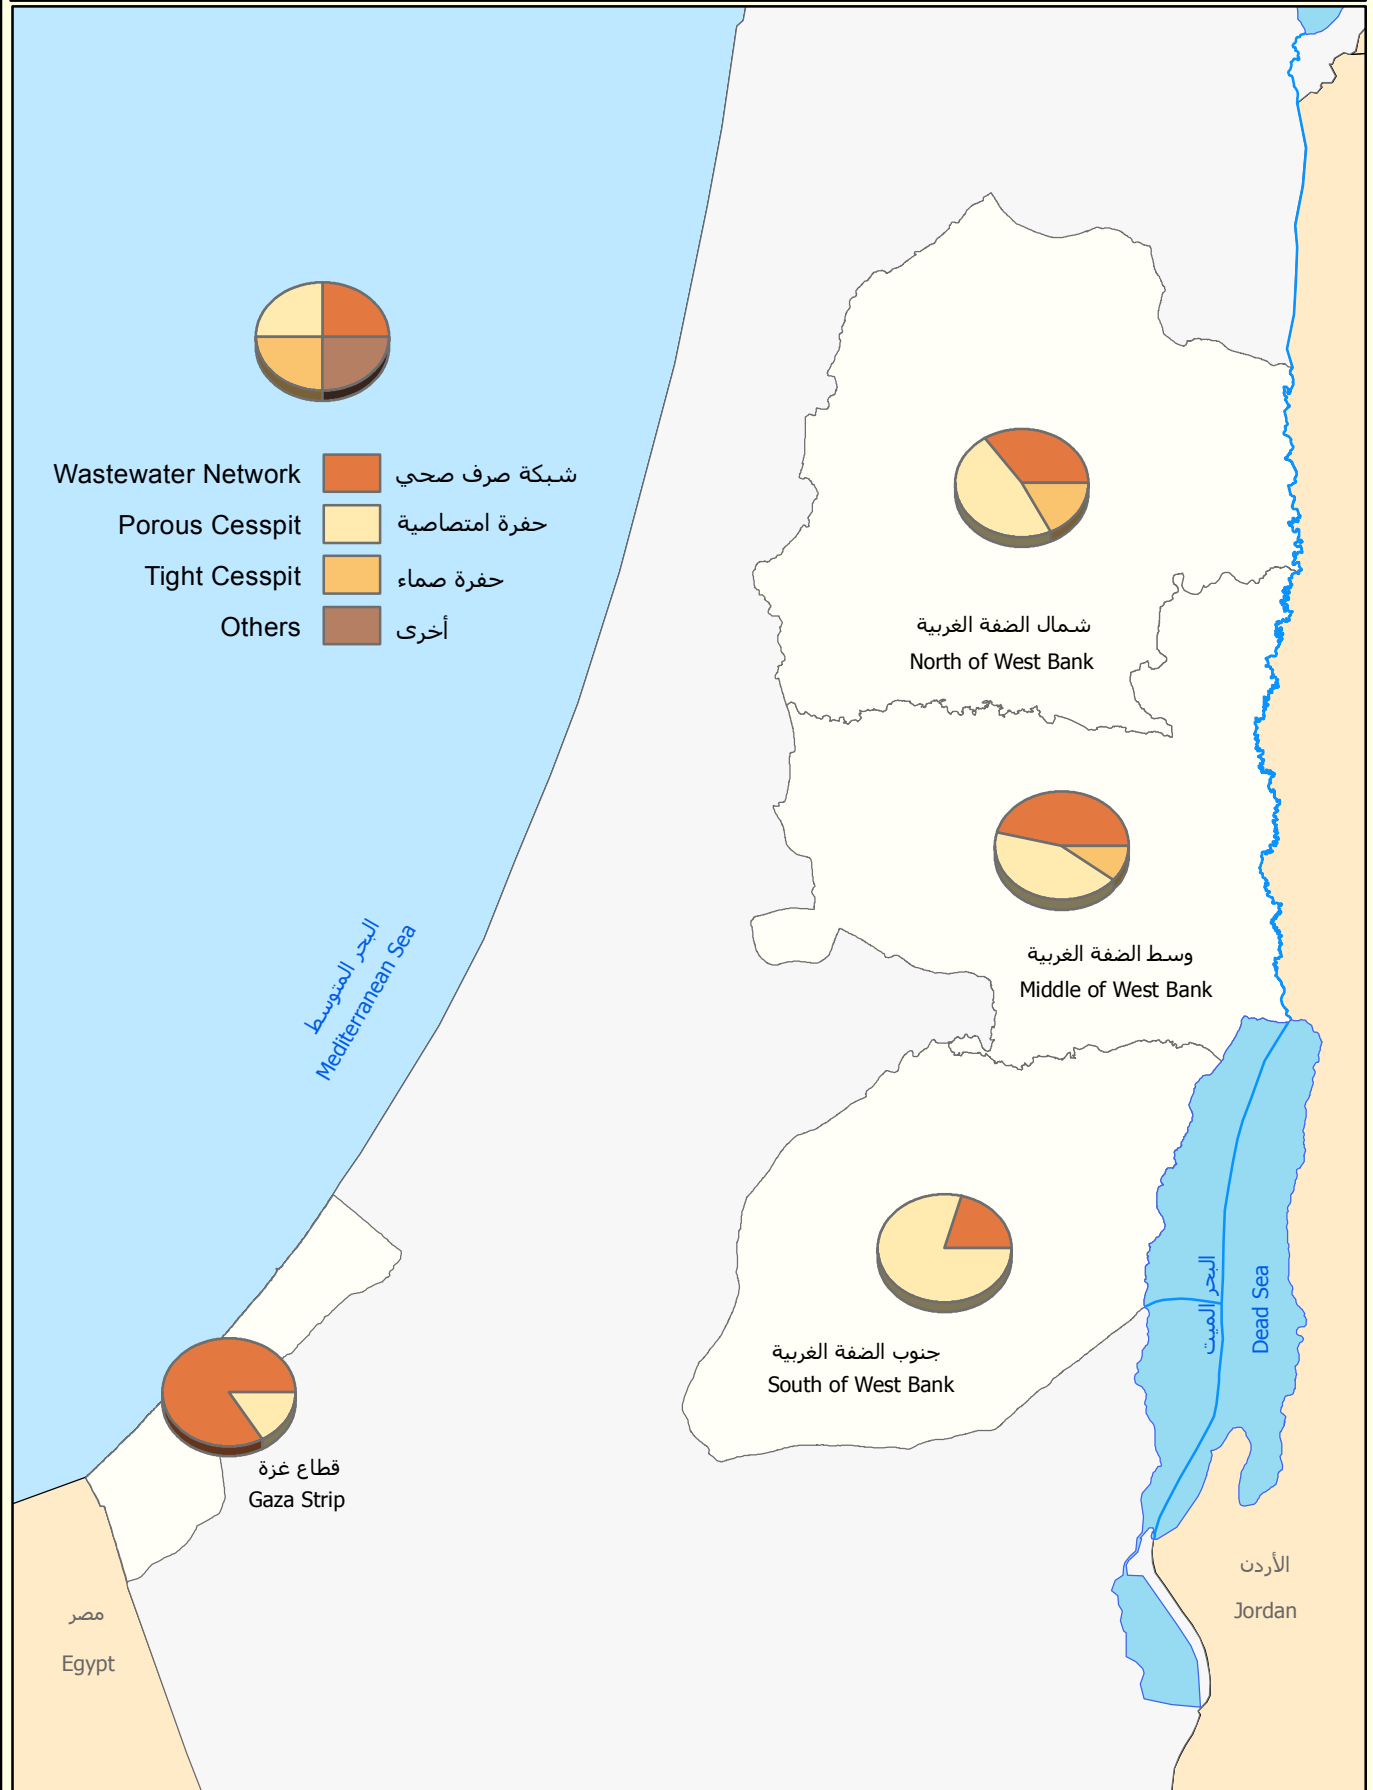 Wastewater Network شبكة صرف صحي
Porous Cesspit حفرة امتصاصية
Tight Cesspit حفرة صماء
Others أخرى
شمال الضفة الغربية
North of West Bank
وسط الضفة الغربية
Middle of West Bank
البحر المتوسط
Mediterranean Sea
البحر الميت
Dead Sea
جنوب الضفة الغربية
South of West Bank
قطاع غزة
Gaza Strip
الأردن
Jordan
مصر
Egypt